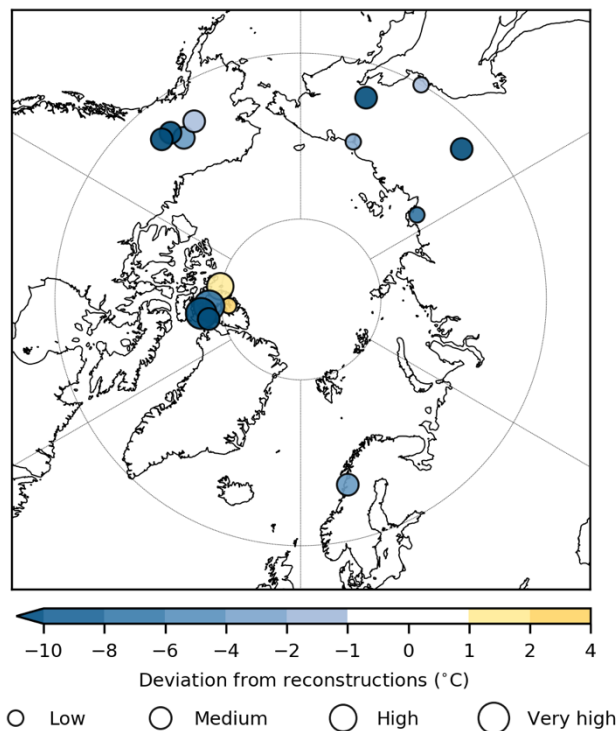 −10 −8 −6 −4 −2 −1 0 1 2 4
Deviation from reconstructions (°C)
Low Medium High Very high